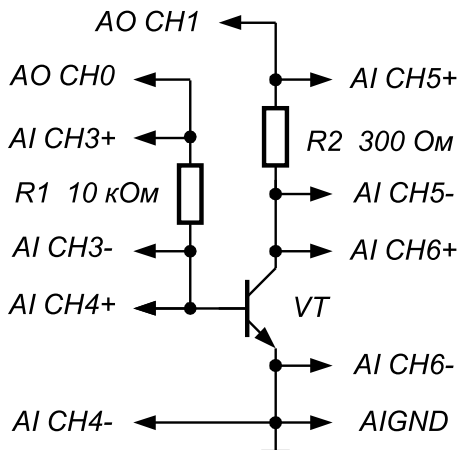 AO CH1
AO CH0
AI CH5+
AI CH3+
R2 300 Ом
R1 10 кОм
AI CH5-
AI CH3-
AI CH6+
AI CH4+
VT
AI CH6-
AI CH4-
AIGND